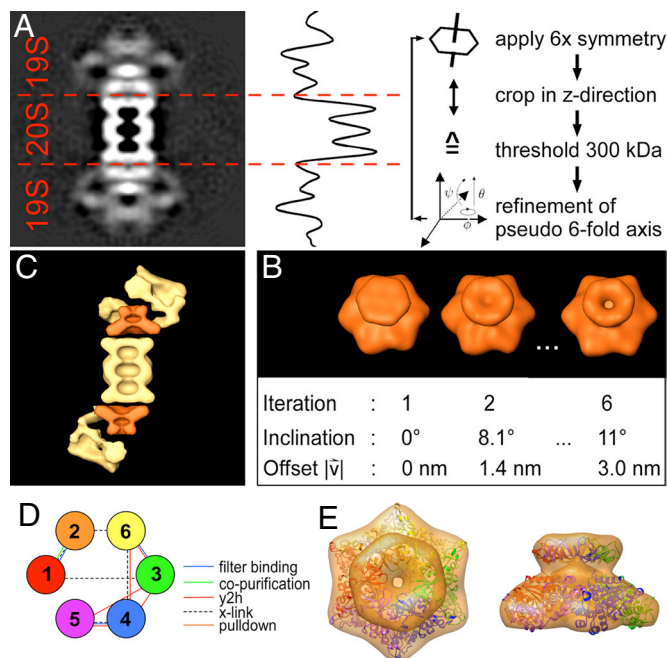 A
19S
20S
19S
apply 6x symmetry
crop in z-direction
≙
threshold 300 kDa
ψ θ
ϕ
refinement of
pseudo 6-fold axis
C
B
...
Iteration : 1 2 6
Inclination : 0° 8.1° ... 11°
Offset |v⃗| : 0 nm 1.4 nm 3.0 nm
D
2 6
1 3
5 4
filter binding
co-purification
y2h
x-link
pulldown
E